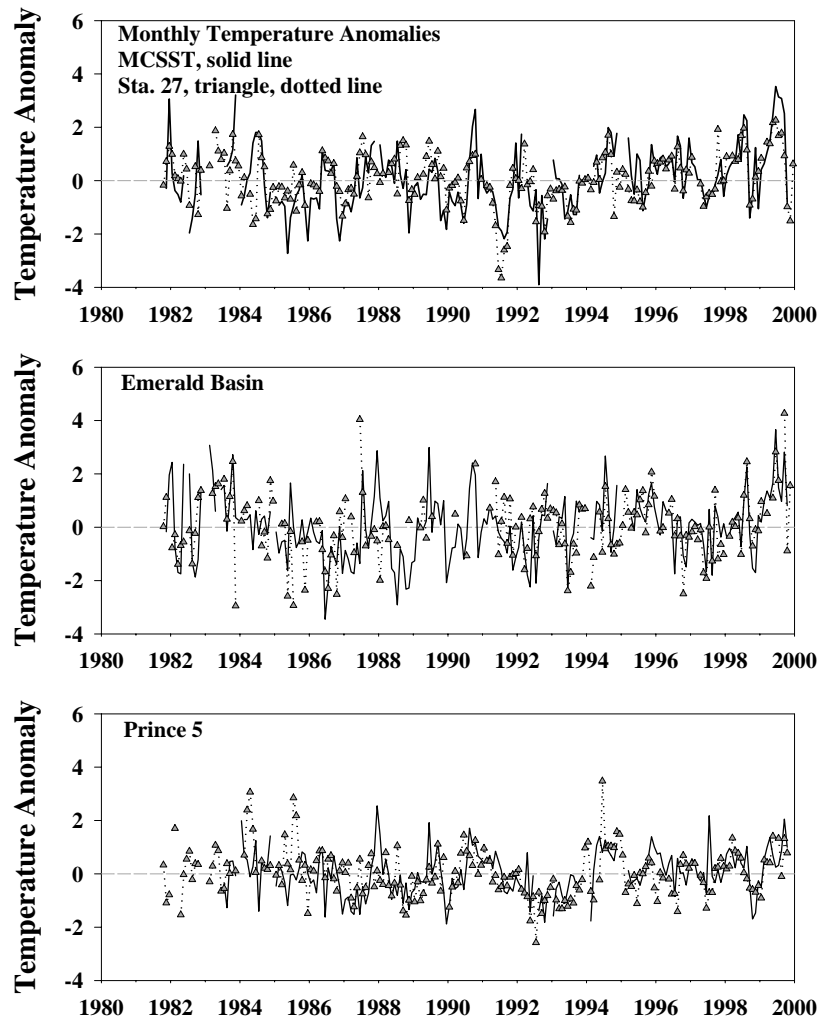 Monthly Temperature Anomalies
MCSST, solid line
Sta. 27, triangle, dotted line
Temperature Anomaly
6
4
2
0
-2
-4
1980 1982 1984 1986 1988 1990 1992 1994 1996 1998 2000
Emerald Basin
Temperature Anomaly
6
4
2
0
-2
-4
1980 1982 1984 1986 1988 1990 1992 1994 1996 1998 2000
Prince 5
Temperature Anomaly
6
4
2
0
-2
-4
1980 1982 1984 1986 1988 1990 1992 1994 1996 1998 2000